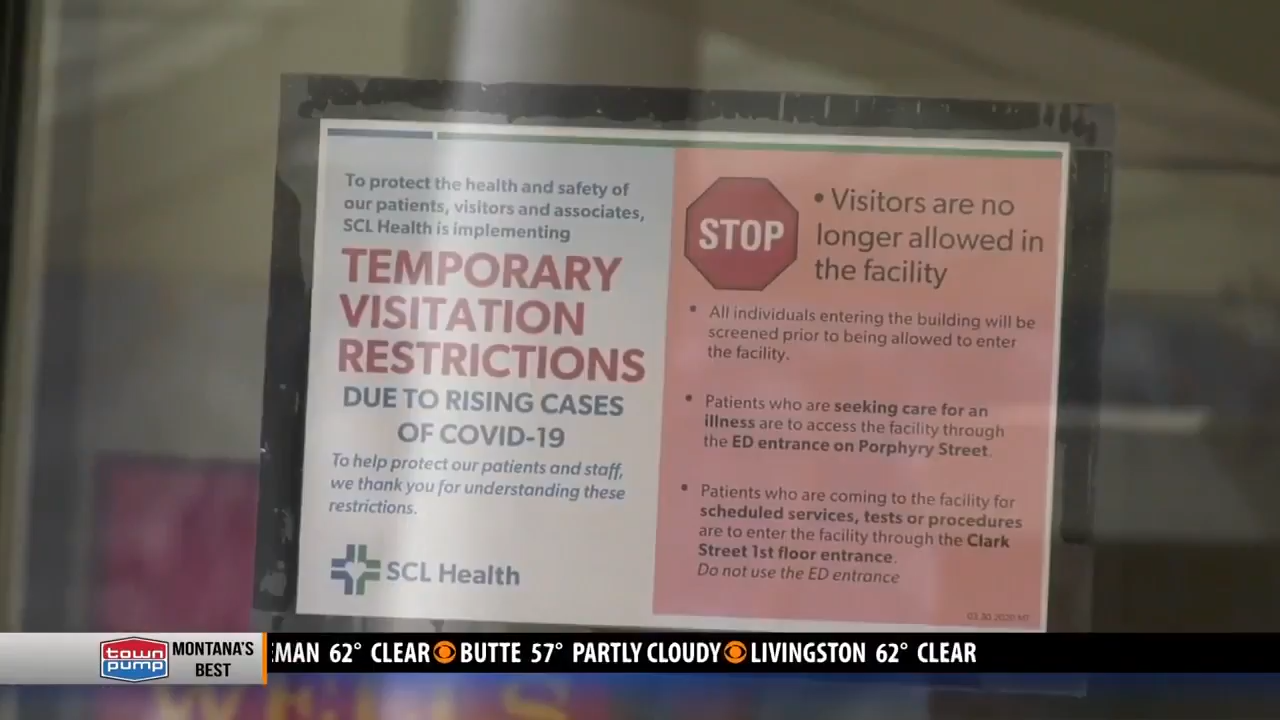 To protect the health and safety of
our patients, visitors and associates,
SCL Health is implementing
TEMPORARY
VISITATION
RESTRICTIONS
DUE TO RISING CASES
OF COVID-19
To help protect our patients and staff,
we thank you for understanding these
restrictions.
SCL Health
STOP
• Visitors are no
longer allowed in
the facility
• All individuals entering the building will be
screened prior to being allowed to enter
the facility.
• Patients who are seeking care for an
illness are to access the facility through
the ED entrance on Porphyry Street.
• Patients who are coming to the facility for
scheduled services, tests or procedures
are to enter the facility through the Clark
Street 1st floor entrance.
Do not use the ED entrance
03.30.2020 MT
town
pump
MONTANA'S
BEST
EMAN 62° CLEAR BUTTE 57° PARTLY CLOUDY LIVINGSTON 62° CLEAR
WELLS